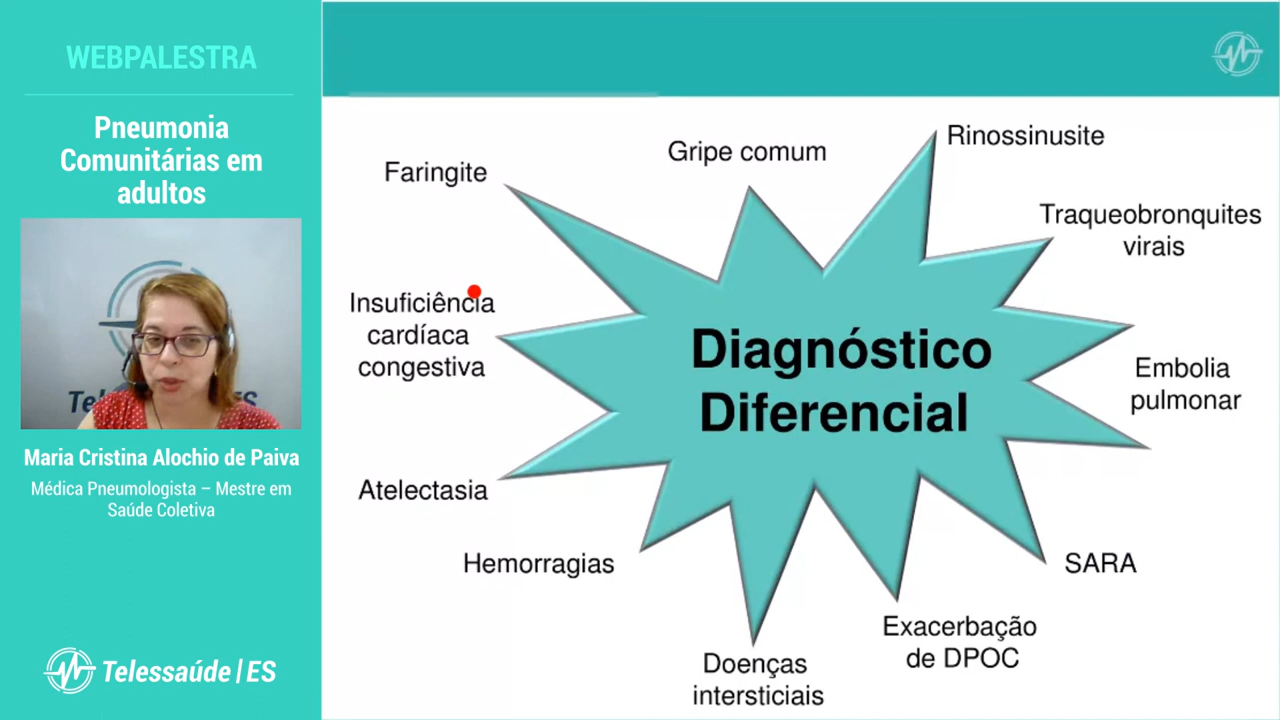 WEBPALESTRA
Pneumonia
Comunitárias em
adultos
Maria Cristina Alochio de Paiva
Médica Pneumologista – Mestre em
Saúde Coletiva
Telessaúde|ES
Faringite
Gripe comum
Rinossinusite
Traqueobronquites
virais
Insuficiência
cardíaca
congestiva
Diagnóstico
Diferencial
Embolia
pulmonar
Atelectasia
Hemorragias
SARA
Exacerbação
de DPOC
Doenças
intersticiais